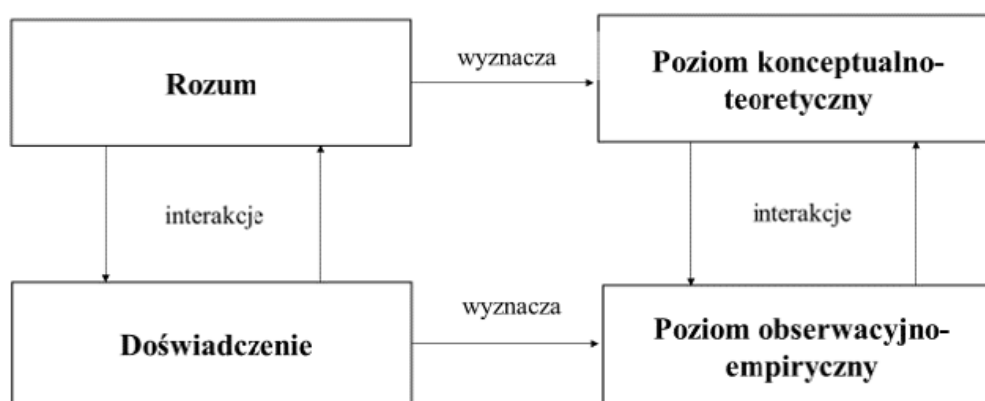 Rozum
wyznacza
Poziom konceptualno-
teoretyczny
interakcje
interakcje
Doświadczenie
wyznacza
Poziom obserwacyjno-
empiryczny